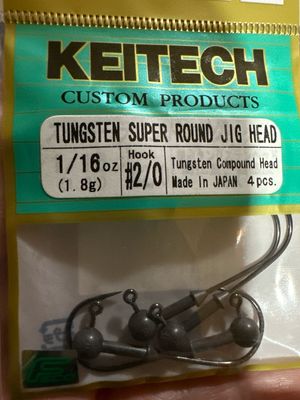 KEITECH
CUSTOM PRODUCTS
TUNGSTEN SUPER ROUND JIG HEAD
1/16oz
(1.8g)
Hook
#2/0
Tungsten Compound Head
Made In JAPAN 4pcs.